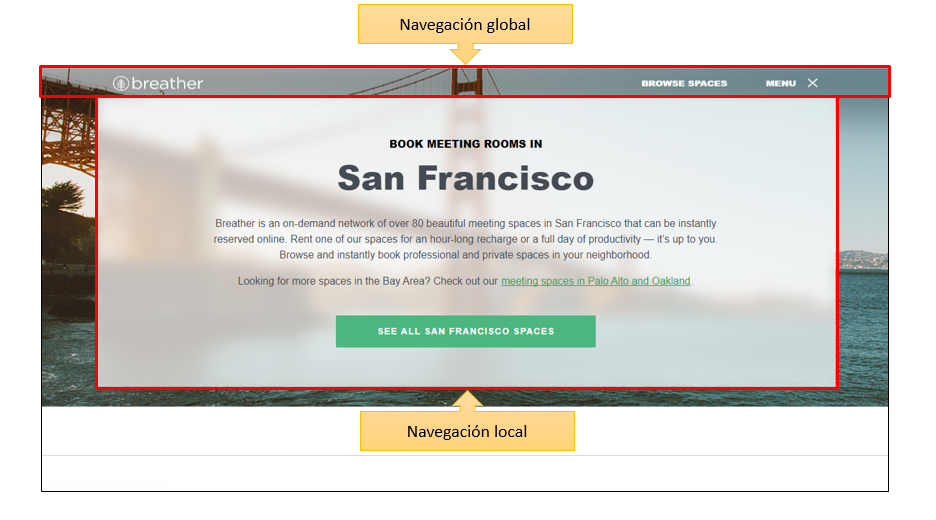 Navegación global
breather
BROWSE SPACES
MENU
BOOK MEETING ROOMS IN
San Francisco
Breather is an on-demand network of over 80 beautiful meeting spaces in San Francisco that can be instantly
reserved online. Rent one of our spaces for an hour-long recharge or a full day of productivity — it's up to you.
Browse and instantly book professional and private spaces in your neighborhood.
Looking for more spaces in the Bay Area? Check out our meeting spaces in Palo Alto and Oakland.
SEE ALL SAN FRANCISCO SPACES
Navegación local